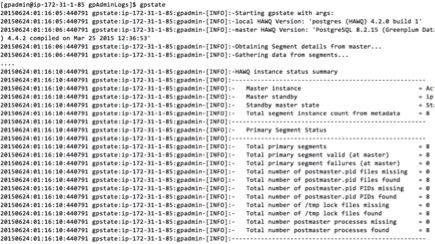 [gpadmin@ip-172-31-1-85 gpAdminLogs]$ gpstate
20150624:01:16:05:440791 gpstate:ip-172-31-1-85:gpadmin-[INFO]:-Starting gpstate with args:
20150624:01:16:05:440791 gpstate:ip-172-31-1-85:gpadmin-[INFO]:-local HAWQ Version: 'postgres (HAWQ) 4.2.0 build 1'
20150624:01:16:06:440791 gpstate:ip-172-31-1-85:gpadmin-[INFO]:-master HAWQ Version: 'PostgreSQL 8.2.15 (Greenplum Dat
) 4.4.2 compiled on Mar 25 2015 12:36:53'
20150624:01:16:06:440791 gpstate:ip-172-31-1-85:gpadmin-[INFO]:-Obtaining Segment details from master...
20150624:01:16:06:440791 gpstate:ip-172-31-1-85:gpadmin-[INFO]:-Gathering data from segments...
....
20150624:01:16:10:440791 gpstate:ip-172-31-1-85:gpadmin-[INFO]:-HAWQ instance status summary
20150624:01:16:10:440791 gpstate:ip-172-31-1-85:gpadmin-[INFO]:-----------------------------------------------------
20150624:01:16:10:440791 gpstate:ip-172-31-1-85:gpadmin-[INFO]:- Master instance = Ac
20150624:01:16:10:440791 gpstate:ip-172-31-1-85:gpadmin-[INFO]:- Master standby = ip
20150624:01:16:10:440791 gpstate:ip-172-31-1-85:gpadmin-[INFO]:- Standby master state = St
20150624:01:16:10:440791 gpstate:ip-172-31-1-85:gpadmin-[INFO]:- Total segment instance count from metadata = 8
20150624:01:16:10:440791 gpstate:ip-172-31-1-85:gpadmin-[INFO]:-----------------------------------------------------
20150624:01:16:10:440791 gpstate:ip-172-31-1-85:gpadmin-[INFO]:- Primary Segment Status
20150624:01:16:10:440791 gpstate:ip-172-31-1-85:gpadmin-[INFO]:-----------------------------------------------------
20150624:01:16:10:440791 gpstate:ip-172-31-1-85:gpadmin-[INFO]:- Total primary segments = 8
20150624:01:16:10:440791 gpstate:ip-172-31-1-85:gpadmin-[INFO]:- Total primary segment valid (at master) = 8
20150624:01:16:10:440791 gpstate:ip-172-31-1-85:gpadmin-[INFO]:- Total primary segment failures (at master) = 0
20150624:01:16:10:440791 gpstate:ip-172-31-1-85:gpadmin-[INFO]:- Total number of postmaster.pid files missing = 0
20150624:01:16:10:440791 gpstate:ip-172-31-1-85:gpadmin-[INFO]:- Total number of postmaster.pid files found = 8
20150624:01:16:10:440791 gpstate:ip-172-31-1-85:gpadmin-[INFO]:- Total number of postmaster.pid PIDs missing = 0
20150624:01:16:10:440791 gpstate:ip-172-31-1-85:gpadmin-[INFO]:- Total number of postmaster.pid PIDs found = 8
20150624:01:16:10:440791 gpstate:ip-172-31-1-85:gpadmin-[INFO]:- Total number of /tmp lock files missing = 0
20150624:01:16:10:440791 gpstate:ip-172-31-1-85:gpadmin-[INFO]:- Total number of /tmp lock files found = 8
20150624:01:16:10:440791 gpstate:ip-172-31-1-85:gpadmin-[INFO]:- Total number postmaster processes missing = 0
20150624:01:16:10:440791 gpstate:ip-172-31-1-85:gpadmin-[INFO]:- Total number postmaster processes found = 8
20150624:01:16:10:440791 gpstate:ip-172-31-1-85:gpadmin-[INFO]:-----------------------------------------------------